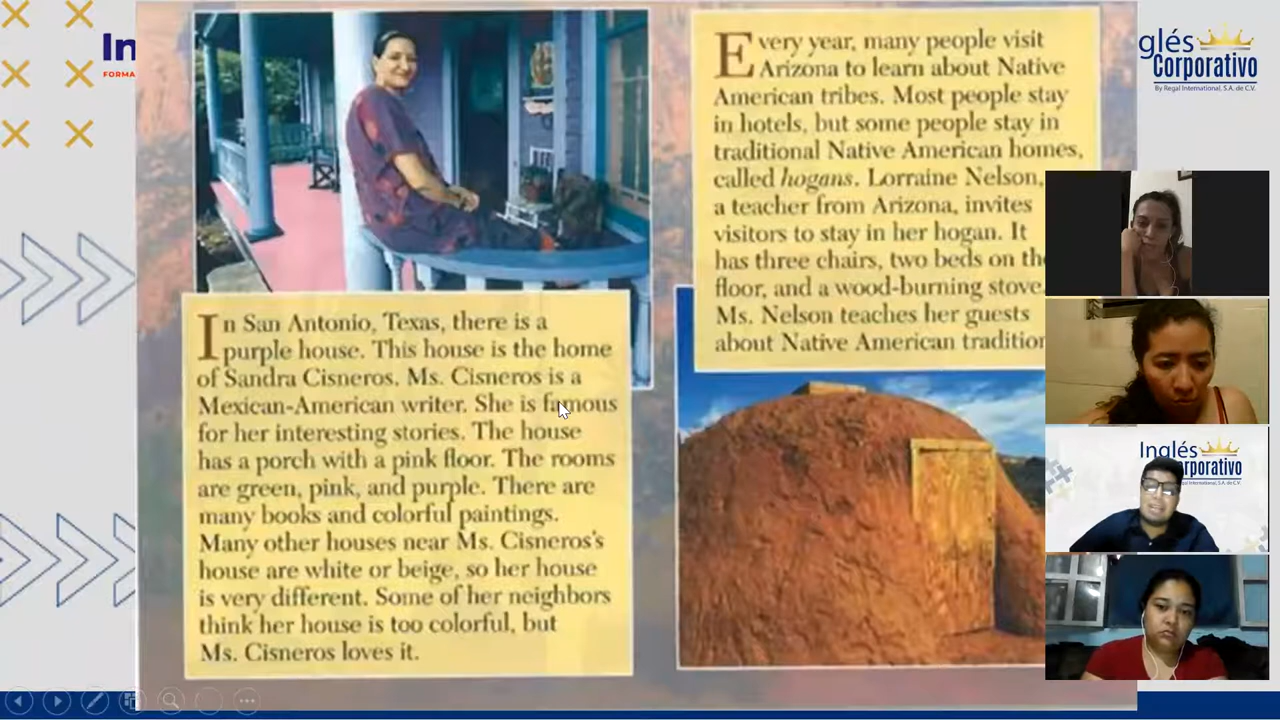 In
FORMA
In San Antonio, Texas, there is a
purple house. This house is the home
of Sandra Cisneros. Ms. Cisneros is a
Mexican-American writer. She is famous
for her interesting stories. The house
has a porch with a pink floor. The rooms
are green, pink, and purple. There are
many books and colorful paintings.
Many other houses near Ms. Cisneros's
house are white or beige, so her house
is very different. Some of her neighbors
think her house is too colorful, but
Ms. Cisneros loves it.
Every year, many people visit
Arizona to learn about Native
American tribes. Most people stay
in hotels, but some people stay in
traditional Native American homes,
called hogans. Lorraine Nelson,
a teacher from Arizona, invites
visitors to stay in her hogan. It
has three chairs, two beds on the
floor, and a wood-burning stove.
Ms. Nelson teaches her guests
about Native American tradition
glés
Corporativo
By Regal International, S.A. de C.V.
Inglés
orporativo
Regal International, S.A. de C.V.